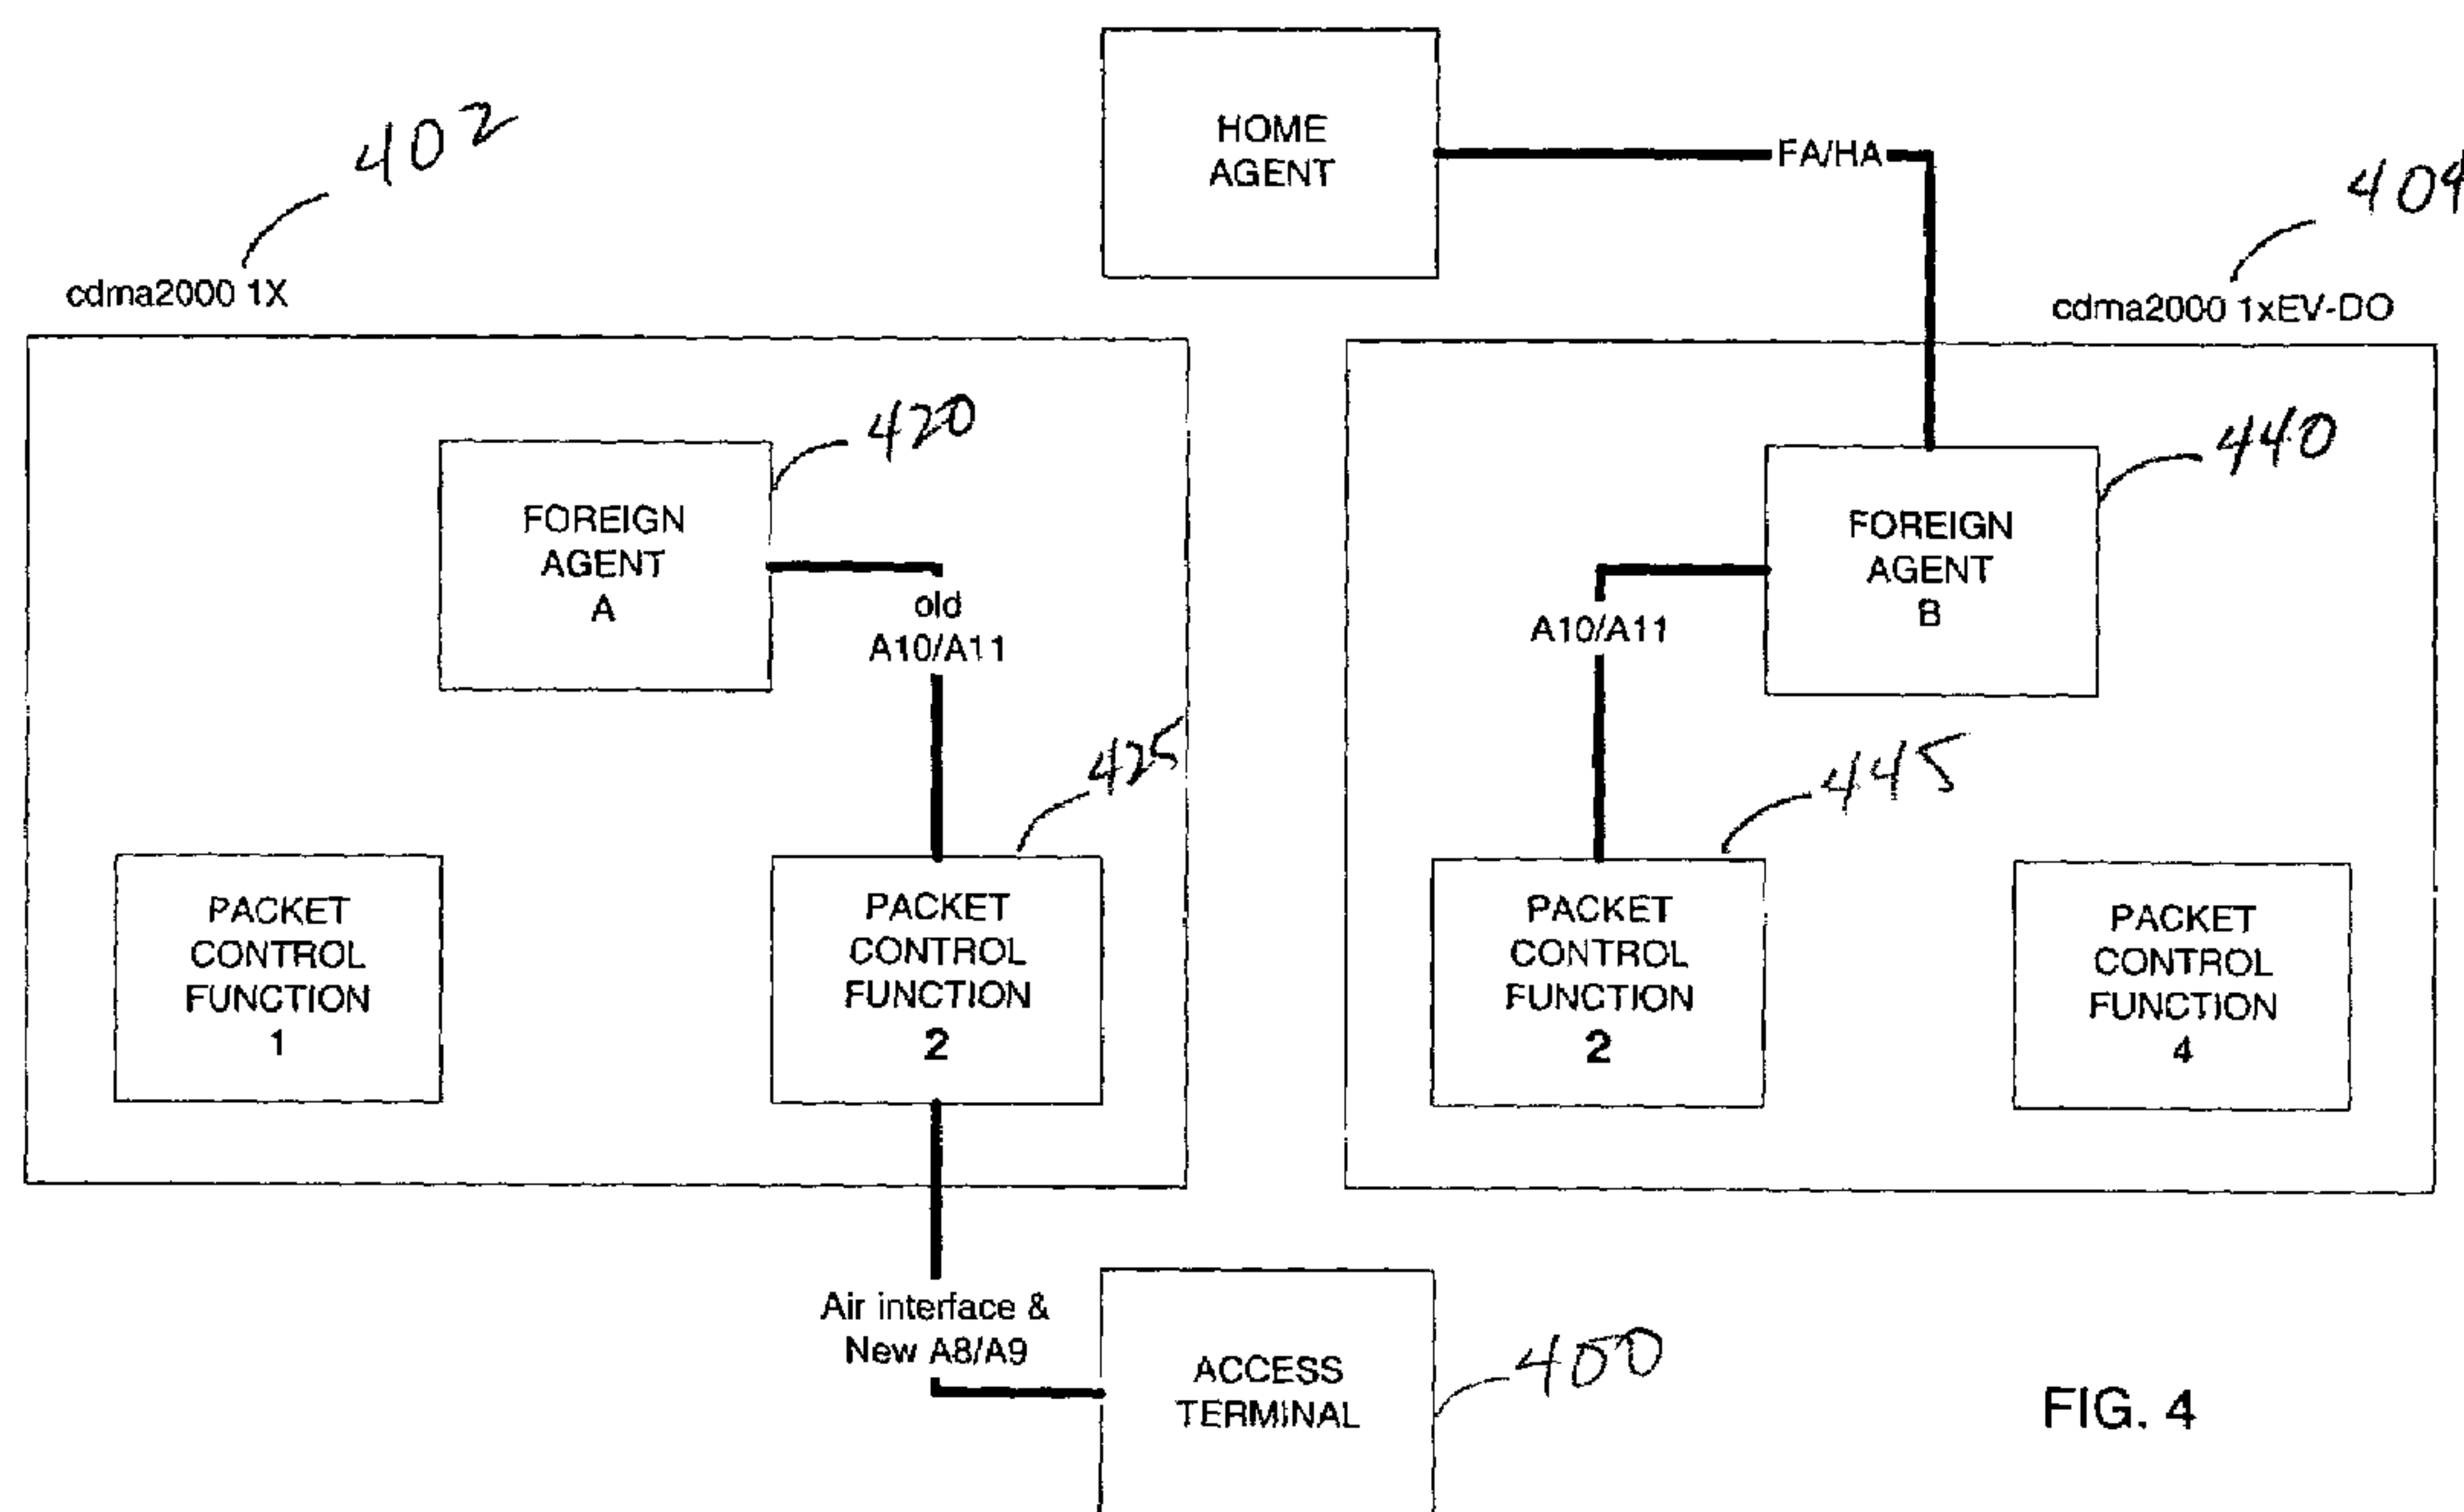 HOME
AGENT
FA/HA
402
404
cdma2000 1X
cdma2000 1xEV-DO
420
FOREIGN
AGENT
A
old
A10/A11
425
440
FOREIGN
AGENT
B
A10/A11
445
PACKET
CONTROL
FUNCTION
1
PACKET
CONTROL
FUNCTION
2
PACKET
CONTROL
FUNCTION
2
PACKET
CONTROL
FUNCTION
4
Air interface &
New A8/A9
ACCESS
TERMINAL
400
FIG. 4